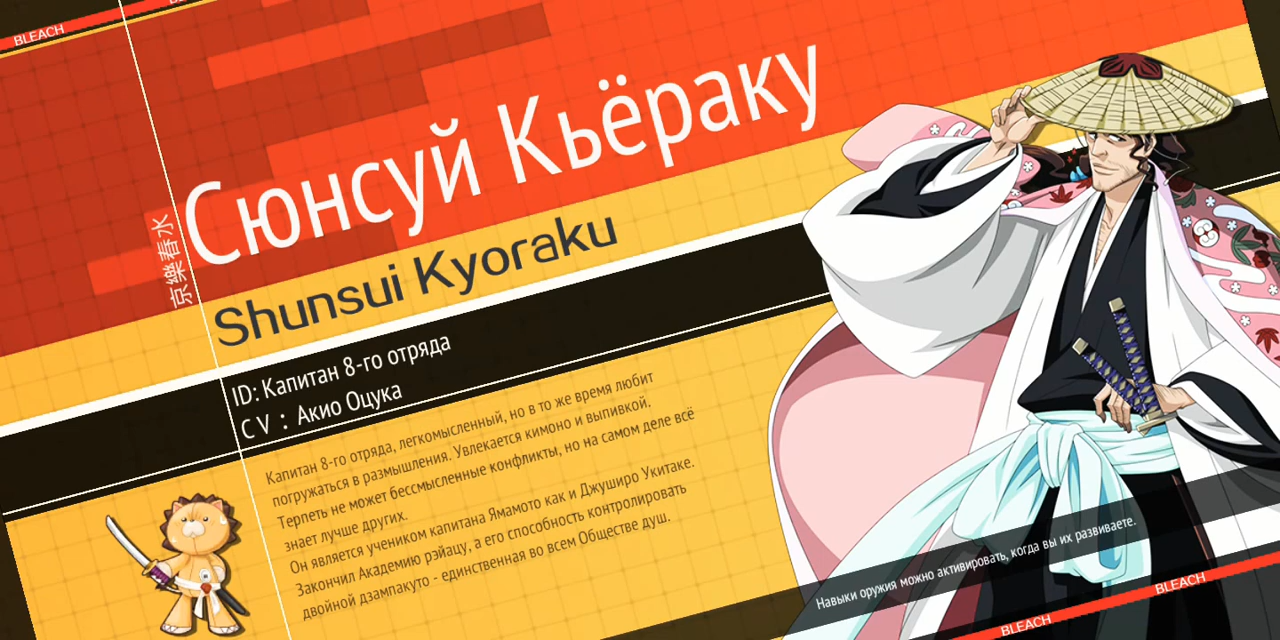 BLEACH
Сюнсуй Кьёраку
京樂春水
Shunsui Kyoraku
ID: Капитан 8-го отряда
CV：Акио Оцука
Капитан 8-го отряда, легкомысленный, но в то же время любит
погружаться в размышления. Увлекается кимоно и выпивкой.
Терпеть не может бессмысленные конфликты, но на самом деле всё
знает лучше других.
Он является учеником капитана Ямамото как и Джуширо Укитаке.
Закончил Академию рэйацу, а его способность контролировать
двойной дзампакуто - единственная во всем Обществе душ.
Навыки оружия можно активировать, когда вы их развиваете.
BLEACH
BLEACH